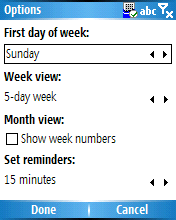 Options abc
First day of week:
Sunday
Week view:
5-day week
Month view:
Show week numbers
Set reminders:
15 minutes
Done Cancel